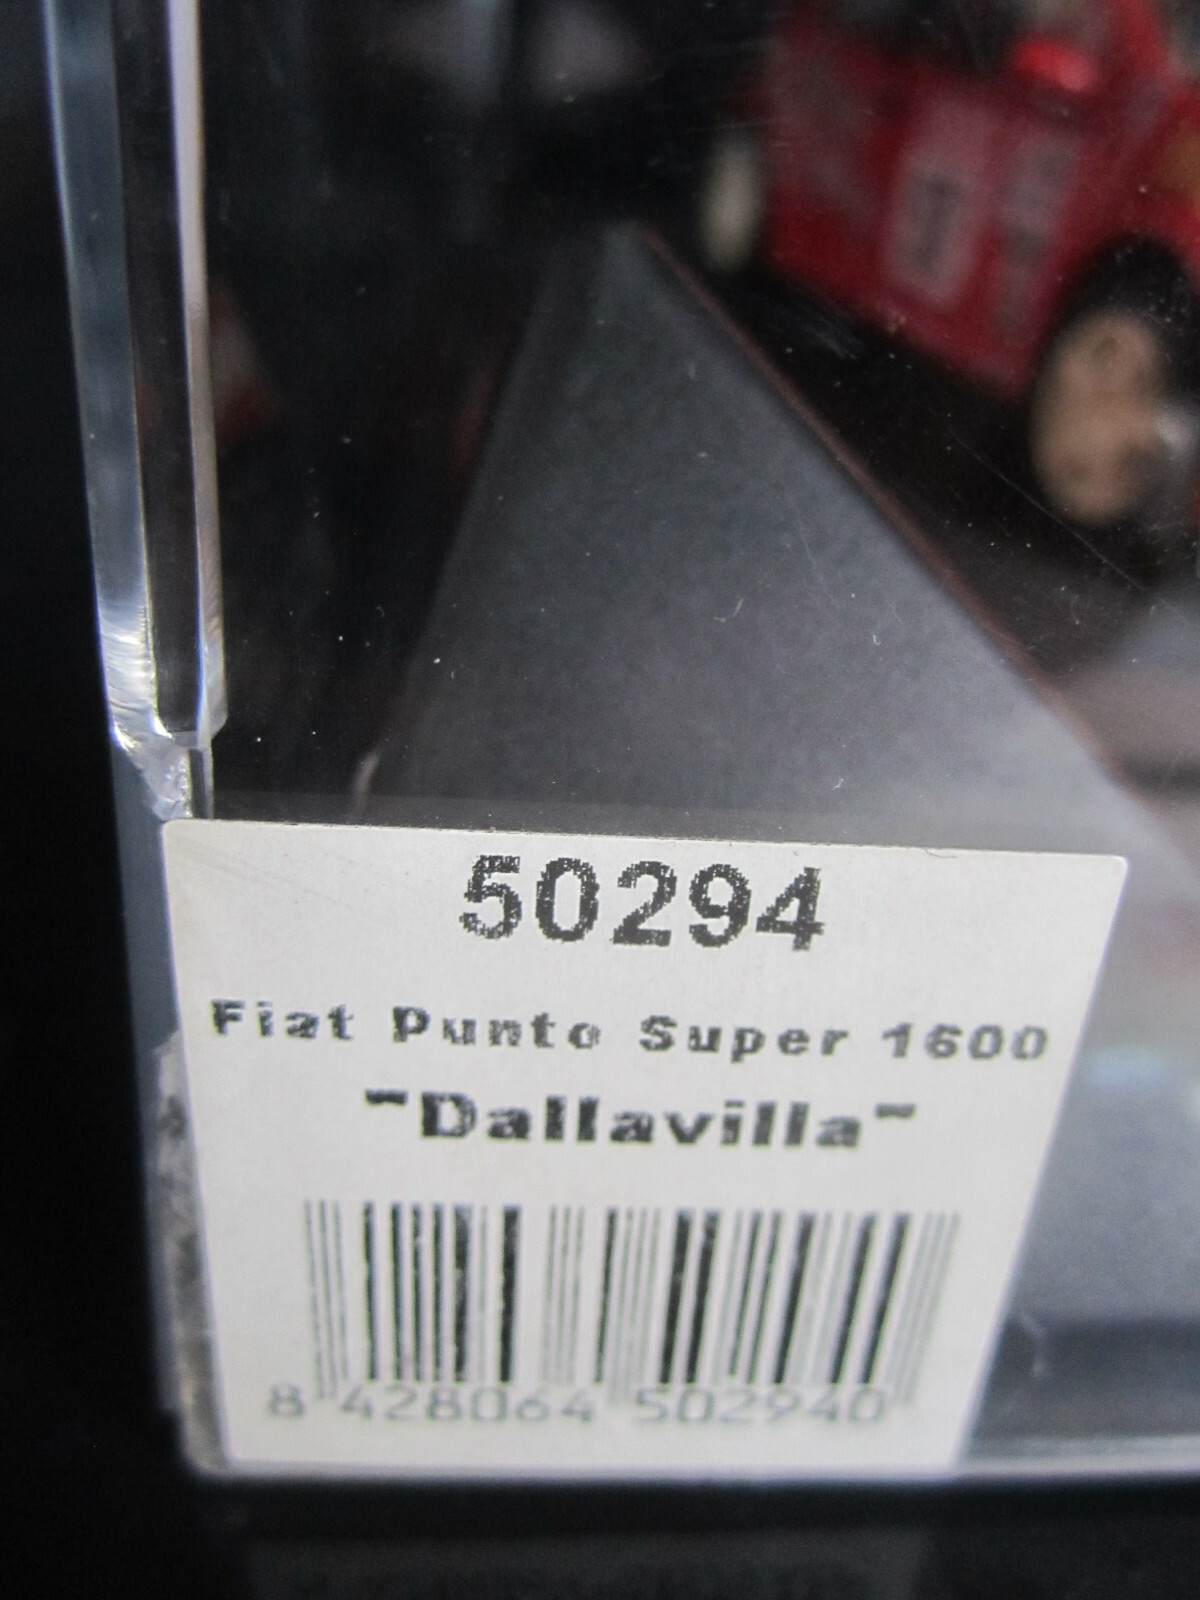 50294
Fiat Punto Super 1600
"Dallavilla"
8 428064 502940